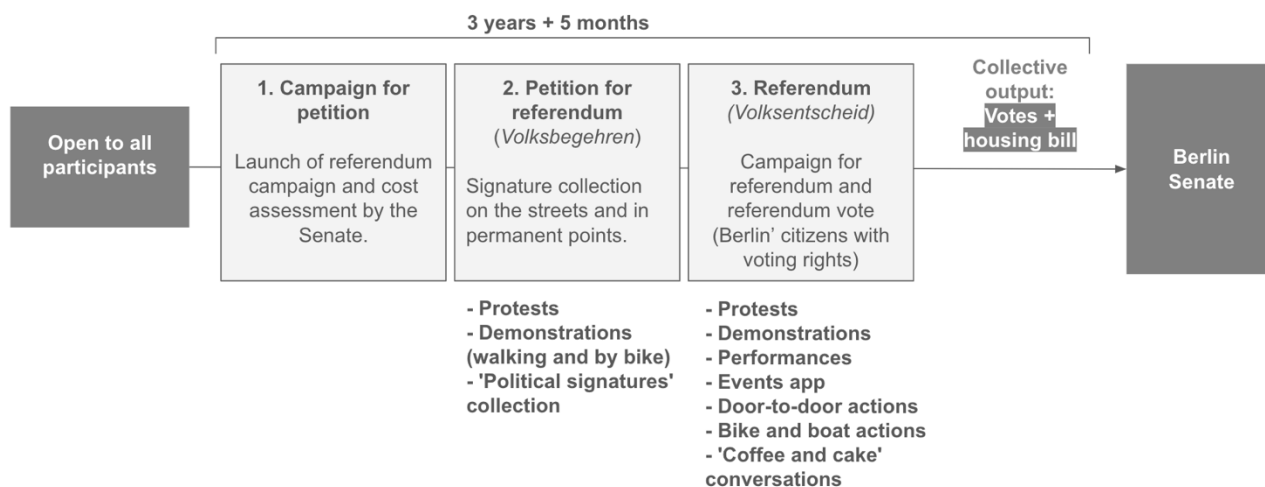 3 years + 5 months
Open to all
participants
1. Campaign for
petition
Launch of referendum
campaign and cost
assessment by the
Senate.
2. Petition for
referendum
(Volksbegehren)
Signature collection
on the streets and in
permanent points.
- Protests
- Demonstrations
(walking and by bike)
- 'Political signatures'
collection
3. Referendum
(Volksentscheid)
Campaign for
referendum and
referendum vote
(Berlin' citizens with
voting rights)
- Protests
- Demonstrations
- Performances
- Events app
- Door-to-door actions
- Bike and boat actions
- 'Coffee and cake'
conversations
Collective
output:
Votes +
housing bill
Berlin
Senate